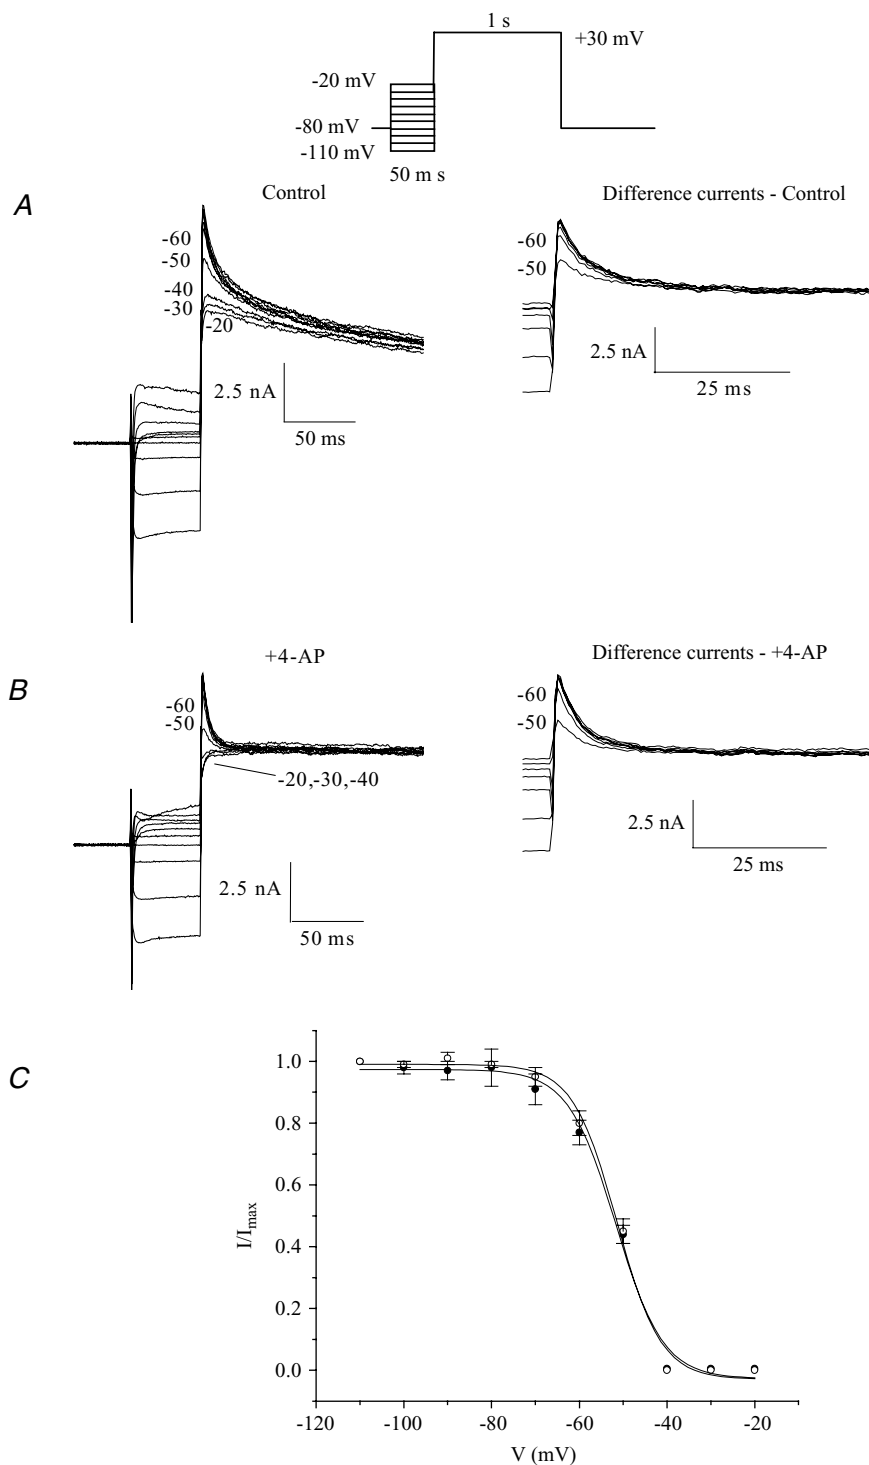 1 s
+30 mV
-20 mV
-80 mV
-110 mV
50 m s
A
Control
Difference currents - Control
-60
-50
-40
-30
-20
2.5 nA
50 ms
-60
-50
2.5 nA
25 ms
B
+4-AP
Difference currents - +4-AP
-60
-50
-20,-30,-40
2.5 nA
50 ms
-60
-50
2.5 nA
25 ms
C
1.0
0.8
0.6
0.4
0.2
0.0
I/Imax
-120
-100
-80
-60
-40
-20
V (mV)